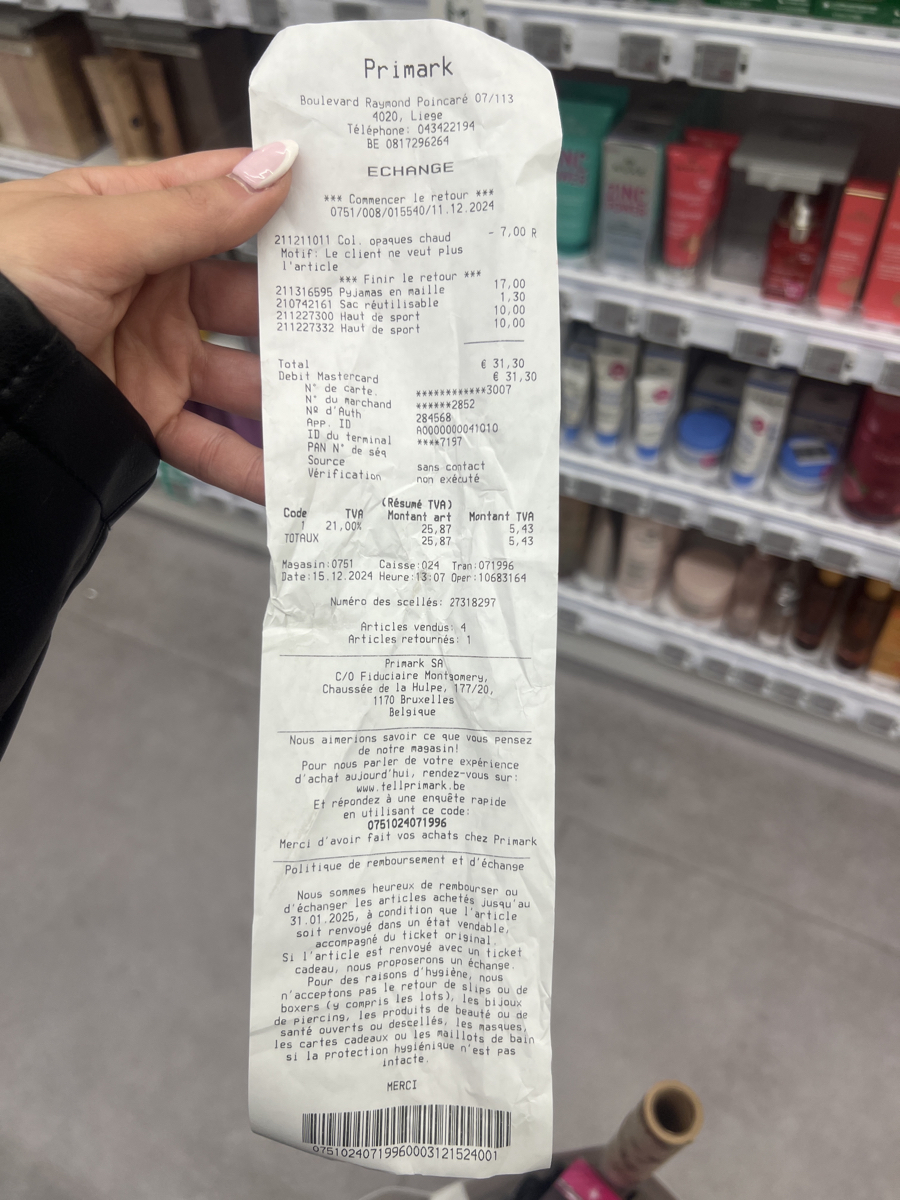 Primark
Boulevard Raymond Poincaré 07/113
4020, Liege
Téléphone: 043422194
BE 0817296264
ECHANGE
*** Commencer le retour ***
0751/008/015540/11.12.2024
211211011 Col. opaques chaud - 7,00 R
Motif: Le client ne veut plus
l'article
*** Finir le retour ***
211316595 Pyjamas en maille 17,00
210742161 Sac réutilisable 1,30
211227300 Haut de sport 10,00
211227332 Haut de sport 10,00
Total € 31,30
Debit Mastercard € 31,30
N° de carte. ************3007
N° du marchand ******2852
Nº d'Auth 284568
App. ID A0000000041010
ID du terminal ****7197
PAN N° de séq
Source sans contact
Vérification non exécuté
(Résumé TVA)
Code TVA Montant art Montant TVA
1 21,00% 25,87 5,43
TOTAUX 25,87 5,43
Magasin:0751 Caisse:024 Tran:071996
Date:15.12.2024 Heure:13:07 Oper:10683164
Numéro des scellés: 27318297
Articles vendus: 4
Articles retournés: 1
Primark SA
C/O Fiduciaire Montgomery,
Chaussée de la Hulpe, 177/20,
1170 Bruxelles
Belgique
Nous aimerions savoir ce que vous pensez
de notre magasin!
Pour nous parler de votre expérience
d'achat aujourd'hui, rendez-vous sur:
www.tellprimark.be
Et répondez à une enquête rapide
en utilisant ce code:
0751024071996
Merci d'avoir fait vos achats chez Primark
Politique de remboursement et d'échange
Nous sommes heureux de rembourser ou
d'échanger les articles achetés jusqu'au
31.01.2025, à condition que l'article
soit renvoyé dans un état vendable,
accompagné du ticket original.
Si l'article est renvoyé avec un ticket
cadeau, nous proposerons un échange.
Pour des raisons d'hygiène, nous
n'acceptons pas le retour de slips ou de
boxers (y compris les lots), les bijoux
de piercing, les produits de beauté ou de
santé ouverts ou descellés, les masques,
les cartes cadeaux ou les maillots de bain
si la protection hygiénique n'est pas
intacte.
MERCI
07510240719960003121524001